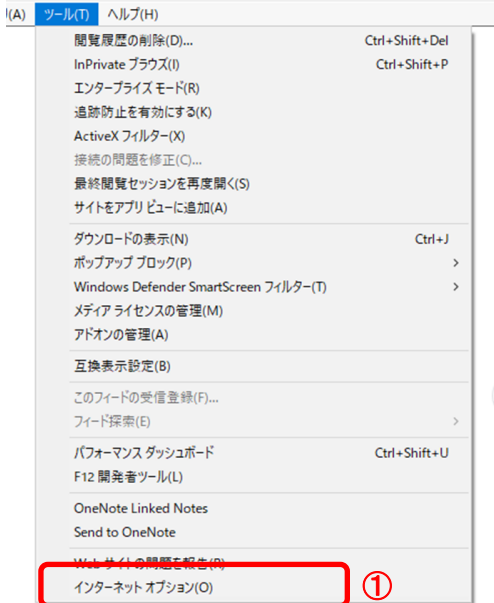 (A) ツール(T) ヘルプ(H)
閲覧履歴の削除(D)... Ctrl+Shift+Del
InPrivate ブラウズ(I) Ctrl+Shift+P
エンタープライズ モード(R)
追跡防止を有効にする(K)
ActiveX フィルター(X)
接続の問題を修正(C)...
最終閲覧セッションを再度開く(S)
サイトをアプリ ビューに追加(A)
ダウンロードの表示(N) Ctrl+J
ポップアップ ブロック(P)
Windows Defender SmartScreen フィルター(T)
メディア ライセンスの管理(M)
アドオンの管理(A)
互換表示設定(B)
このフィードの受信登録(F)...
フィード探索(E)
パフォーマンス ダッシュボード Ctrl+Shift+U
F12 開発者ツール(L)
OneNote Linked Notes
Send to OneNote
Web サイトの問題を報告(R)
インターネット オプション(O) ①